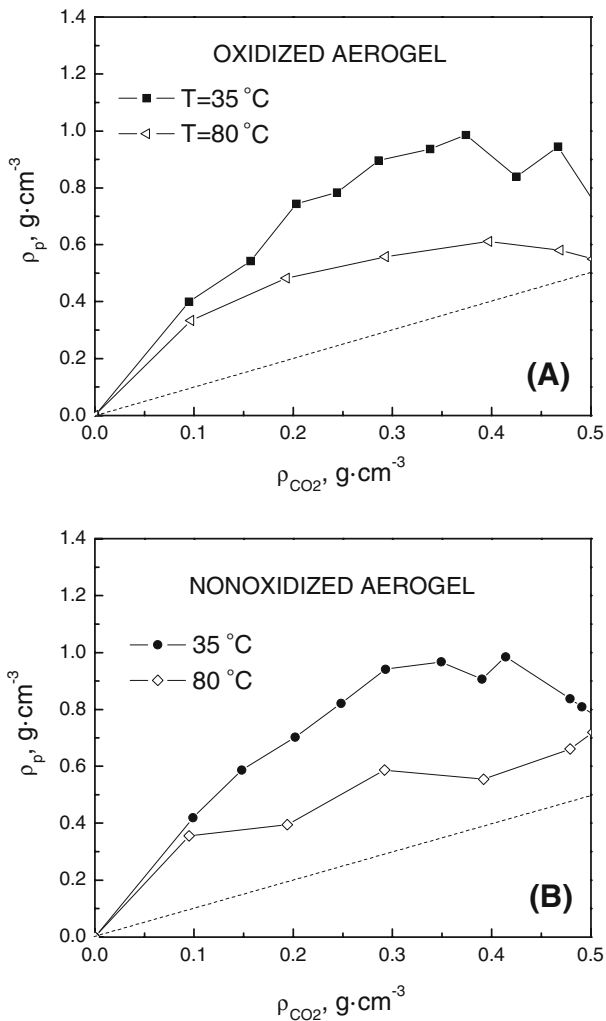 1.4
1.2
1.0
0.8
0.6
0.4
0.2
0.0
ρp, g·cm-3
OXIDIZED AEROGEL
T=35 °C
T=80 °C
(A)
0.0 0.1 0.2 0.3 0.4 0.5
ρCO2, g·cm-3
1.4
1.2
1.0
0.8
0.6
0.4
0.2
0.0
ρp, g·cm-3
NONOXIDIZED AEROGEL
35 °C
80 °C
(B)
0.0 0.1 0.2 0.3 0.4 0.5
ρCO2, g·cm-3